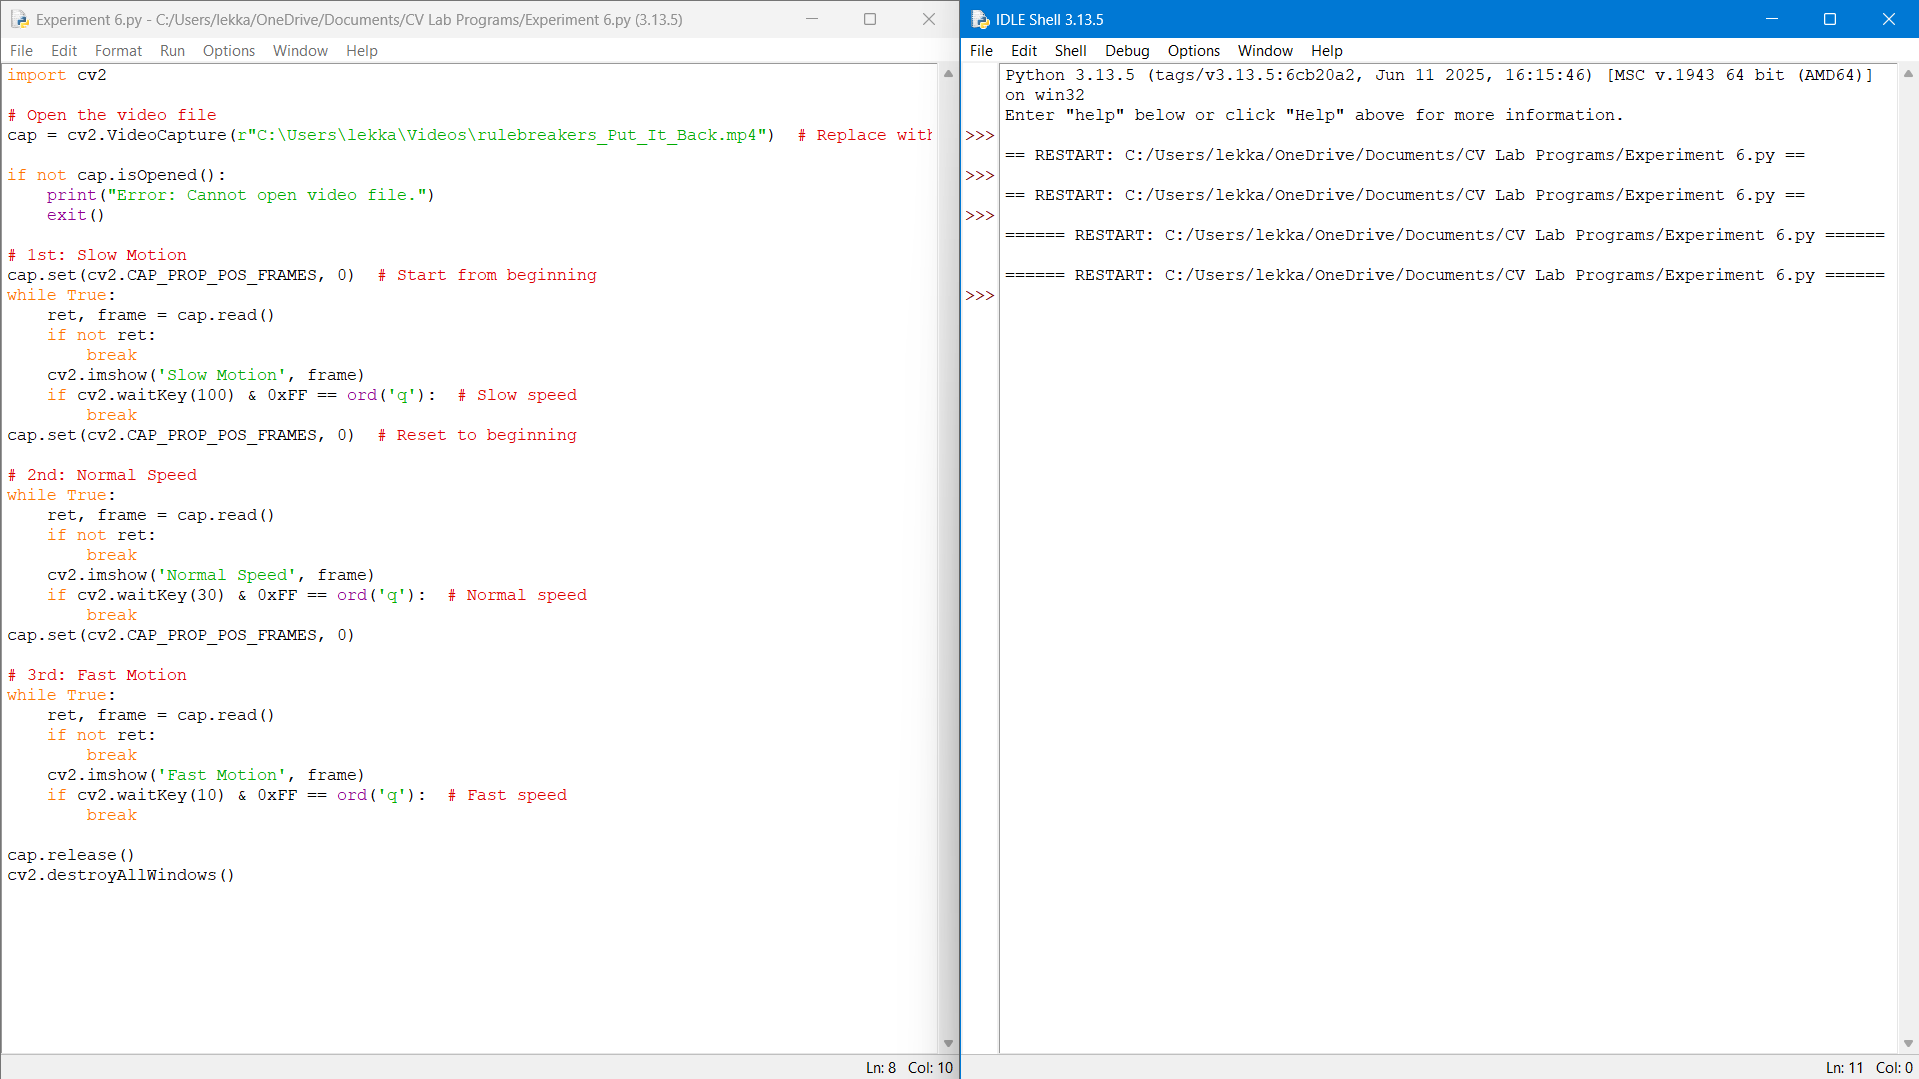 Experiment 6.py - C:/Users/lekka/OneDrive/Documents/CV Lab Programs/Experiment 6.py (3.13.5)
File Edit Format Run Options Window Help
import cv2
# Open the video file
cap = cv2.VideoCapture(r"C:\Users\lekka\Videos\rulebreakers_Put_It_Back.mp4")  # Replace with
if not cap.isOpened():
    print("Error: Cannot open video file.")
    exit()
# 1st: Slow Motion
cap.set(cv2.CAP_PROP_POS_FRAMES, 0)  # Start from beginning
while True:
    ret, frame = cap.read()
    if not ret:
        break
    cv2.imshow('Slow Motion', frame)
    if cv2.waitKey(100) & 0xFF == ord('q'):  # Slow speed
        break
cap.set(cv2.CAP_PROP_POS_FRAMES, 0)  # Reset to beginning
# 2nd: Normal Speed
while True:
    ret, frame = cap.read()
    if not ret:
        break
    cv2.imshow('Normal Speed', frame)
    if cv2.waitKey(30) & 0xFF == ord('q'):  # Normal speed
        break
cap.set(cv2.CAP_PROP_POS_FRAMES, 0)
# 3rd: Fast Motion
while True:
    ret, frame = cap.read()
    if not ret:
        break
    cv2.imshow('Fast Motion', frame)
    if cv2.waitKey(10) & 0xFF == ord('q'):  # Fast speed
        break
cap.release()
cv2.destroyAllWindows()
Ln: 8 Col: 10
IDLE Shell 3.13.5
File Edit Shell Debug Options Window Help
Python 3.13.5 (tags/v3.13.5:6cb20a2, Jun 11 2025, 16:15:46) [MSC v.1943 64 bit (AMD64)]
on win32
Enter "help" below or click "Help" above for more information.
>>>
== RESTART: C:/Users/lekka/OneDrive/Documents/CV Lab Programs/Experiment 6.py ==
>>>
== RESTART: C:/Users/lekka/OneDrive/Documents/CV Lab Programs/Experiment 6.py ==
>>>
====== RESTART: C:/Users/lekka/OneDrive/Documents/CV Lab Programs/Experiment 6.py ======
====== RESTART: C:/Users/lekka/OneDrive/Documents/CV Lab Programs/Experiment 6.py ======
>>>
Ln: 11 Col: 0